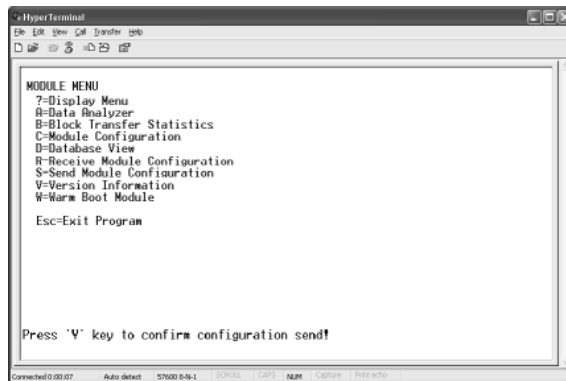 HyperTerminal
File Edit View Call Transfer Help
MODULE MENU
?=Display Menu
A=Data Analyzer
B=Block Transfer Statistics
C=Module Configuration
D=Database View
R=Receive Module Configuration
S=Send Module Configuration
V=Version Information
W=Warm Boot Module
Esc=Exit Program
Press 'Y' key to confirm configuration send!
Connected 0:00:07 Auto detect 57600 8-N-1 SCROLL CAPS NUM Capture Print echo